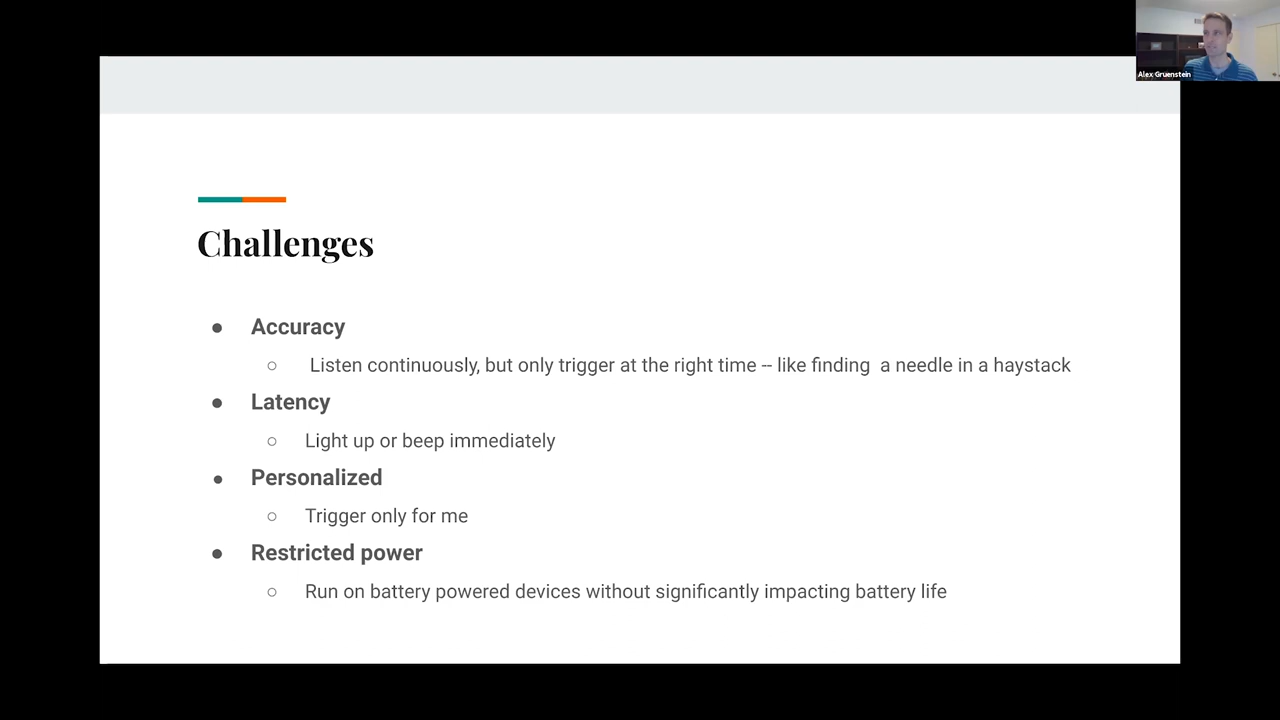 Alex Gruenstein
Challenges
● Accuracy
○ Listen continuously, but only trigger at the right time -- like finding a needle in a haystack
● Latency
○ Light up or beep immediately
● Personalized
○ Trigger only for me
● Restricted power
○ Run on battery powered devices without significantly impacting battery life